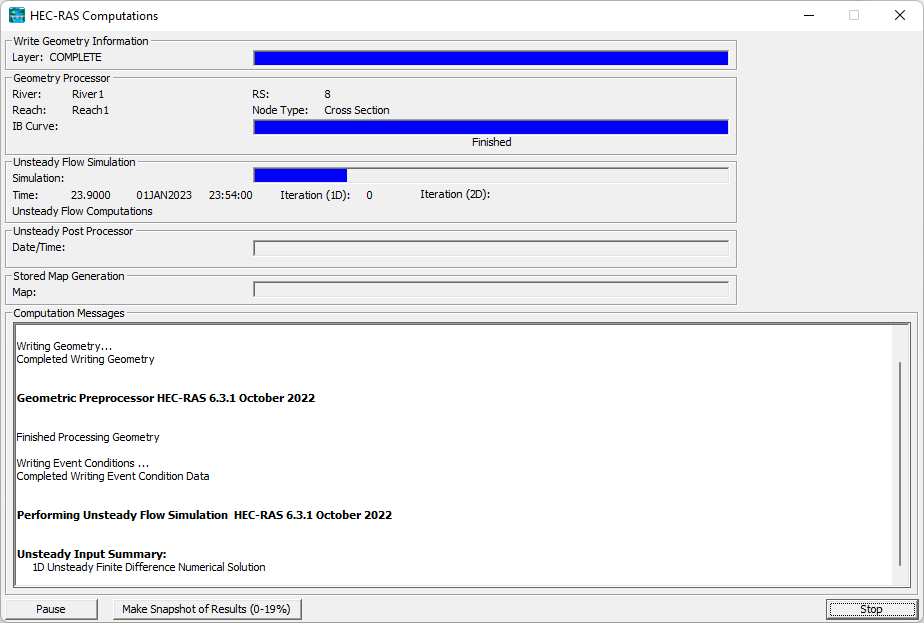 HEC-RAS Computations
Write Geometry Information
Layer: COMPLETE
Geometry Processor
River: River1 RS: 8
Reach: Reach1 Node Type: Cross Section
IB Curve:
Finished
Unsteady Flow Simulation
Simulation:
Time: 23.9000 01JAN2023 23:54:00 Iteration (1D): 0 Iteration (2D):
Unsteady Flow Computations
Unsteady Post Processor
Date/Time:
Stored Map Generation
Map:
Computation Messages
Writing Geometry...
Completed Writing Geometry
Geometric Preprocessor HEC-RAS 6.3.1 October 2022
Finished Processing Geometry
Writing Event Conditions ...
Completed Writing Event Condition Data
Performing Unsteady Flow Simulation HEC-RAS 6.3.1 October 2022
Unsteady Input Summary:
1D Unsteady Finite Difference Numerical Solution
Pause Make Snapshot of Results (0-19%) Stop